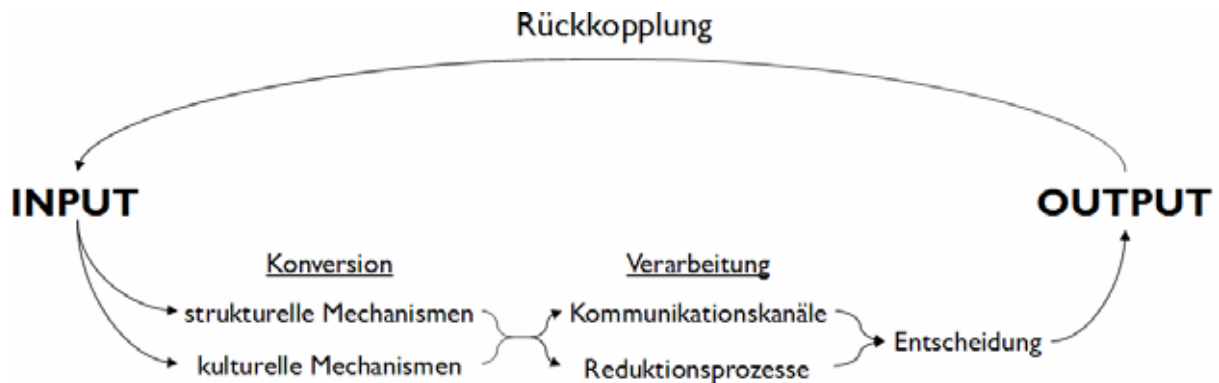 Rückkopplung
INPUT
OUTPUT
Konversion
Verarbeitung
strukturelle Mechanismen
Kommunikationskanäle
Entscheidung
kulturelle Mechanismen
Reduktionsprozesse